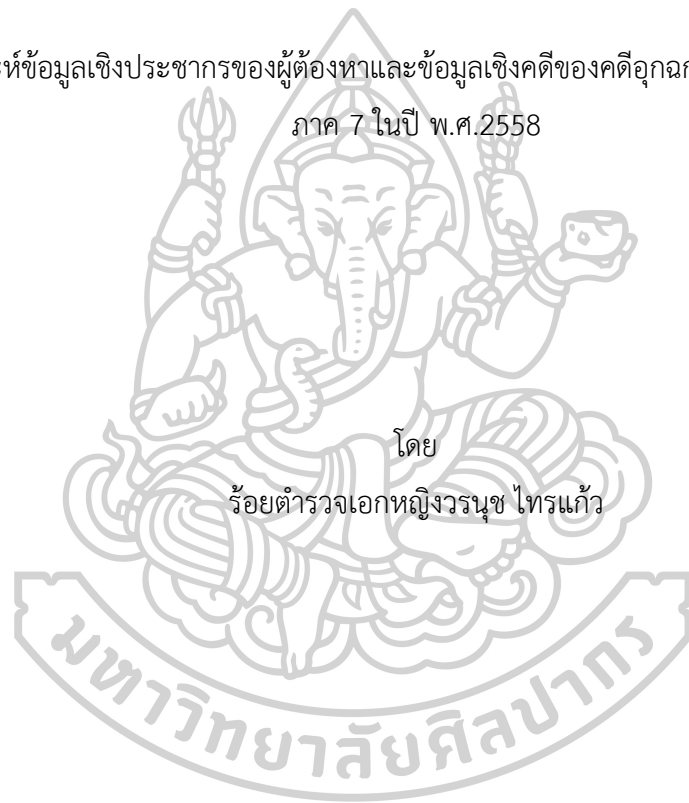 ะห์ข้อมูลเชิงประชากรของผู้ต้องหาและข้อมูลเชิงคดีของคดีอุกฉก
ภาค 7 ในปี พ.ศ.2558
โดย
ร้อยตำรวจเอกหญิงวรนุช ไทรแก้ว
มหาวิทยาลัยศิลปากร